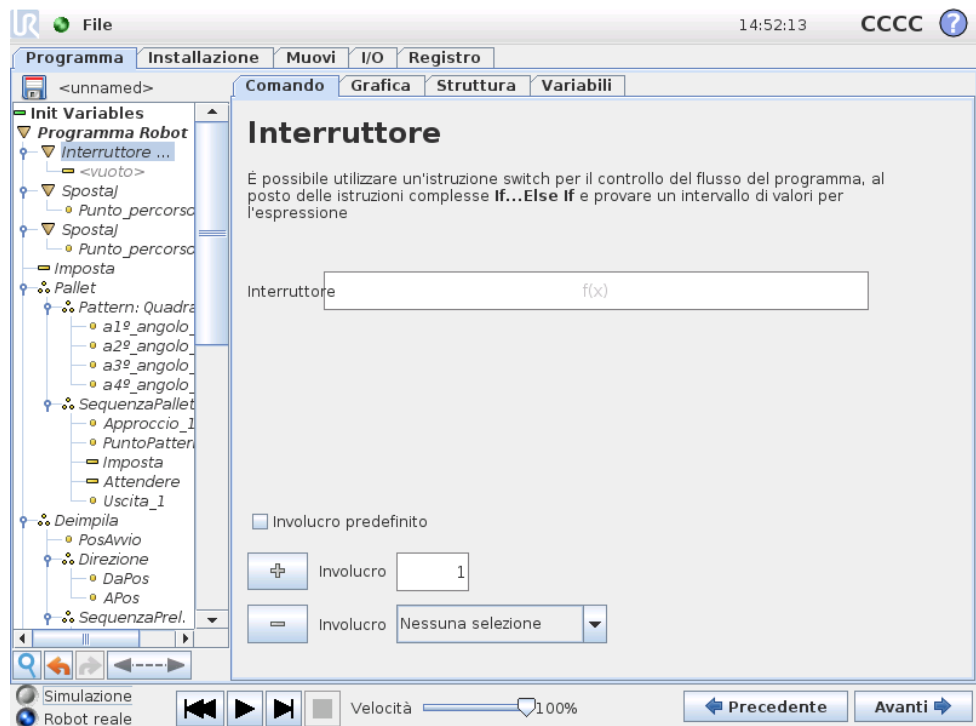 UR File 14:52:13 CCCC ?
Programma Installazione Muovi I/O Registro
<unnamed> Comando Grafica Struttura Variabili
Init Variables
Programma Robot
Interruttore ...
<vuoto>
SpostaJ
Punto_percorso
SpostaJ
Punto_percorso
Imposta
Pallet
Pattern: Quadra
a1º_angolo_
a2º_angolo_
a3º_angolo_
a4º_angolo_
SequenzaPallet
Approccio_1
PuntoPatter
Imposta
Attendere
Uscita_1
Deimpila
PosAvvio
Direzione
DaPos
APos
SequenzaPrel.
Interruttore
É possibile utilizzare un'istruzione switch per il controllo del flusso del programma, al
posto delle istruzioni complesse If...Else If e provare un intervallo di valori per
l'espressione
Interruttore f(x)
Involucro predefinito
Involucro 1
Involucro Nessuna selezione
Simulazione
Robot reale
Velocità 100%
Precedente Avanti